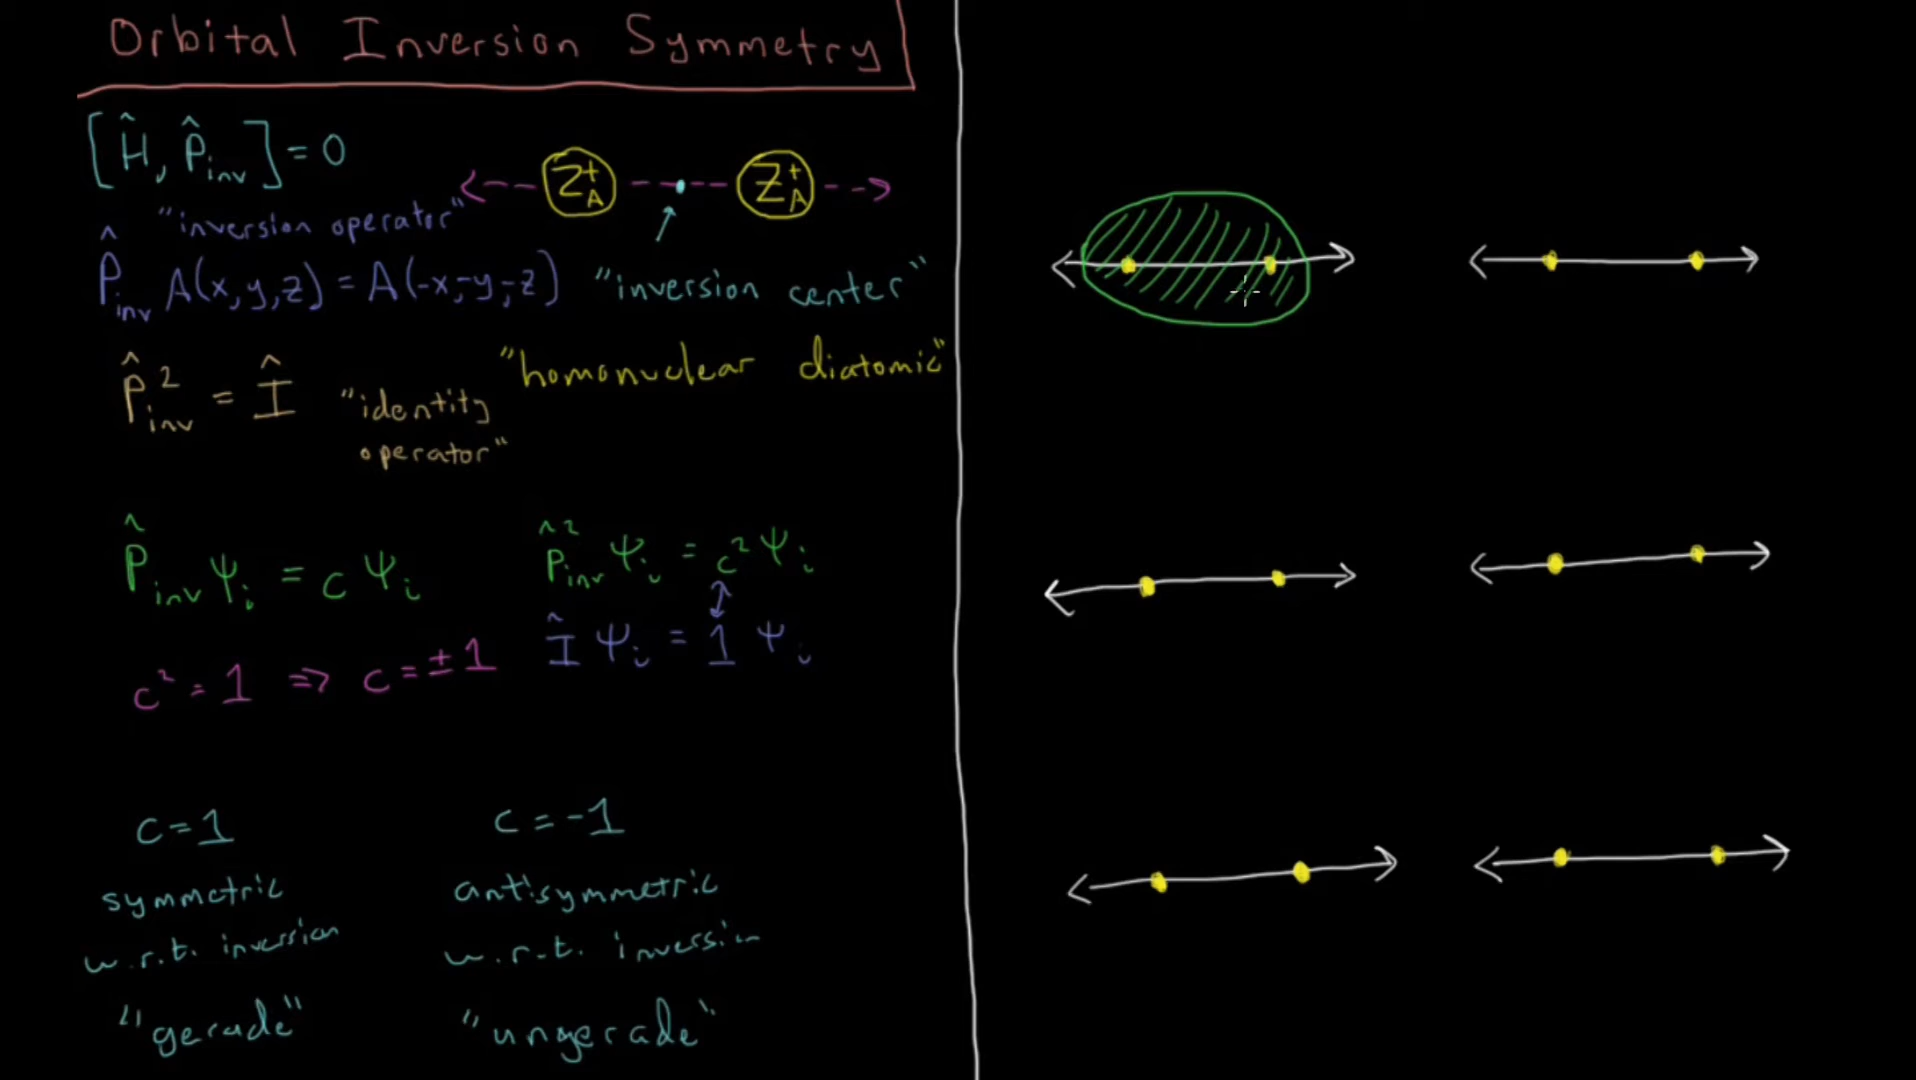 Orbital Inversion Symmetry
[Ĥ, P̂inv] = 0
Z⁺A Z⁺A
"inversion operator"
P̂inv A(x,y,z) = A(-x,-y,-z)
"inversion center"
P̂²inv = Î "identity
operator"
"homonuclear diatomic"
P̂inv Ψi = c Ψi
P̂²inv Ψi = c² Ψi
Î Ψi = 1 Ψi
c² = 1 ⇒ c = ±1
c = 1
symmetric
w.r.t. inversion
"gerade"
c = -1
antisymmetric
w.r.t. inversion
"ungerade"